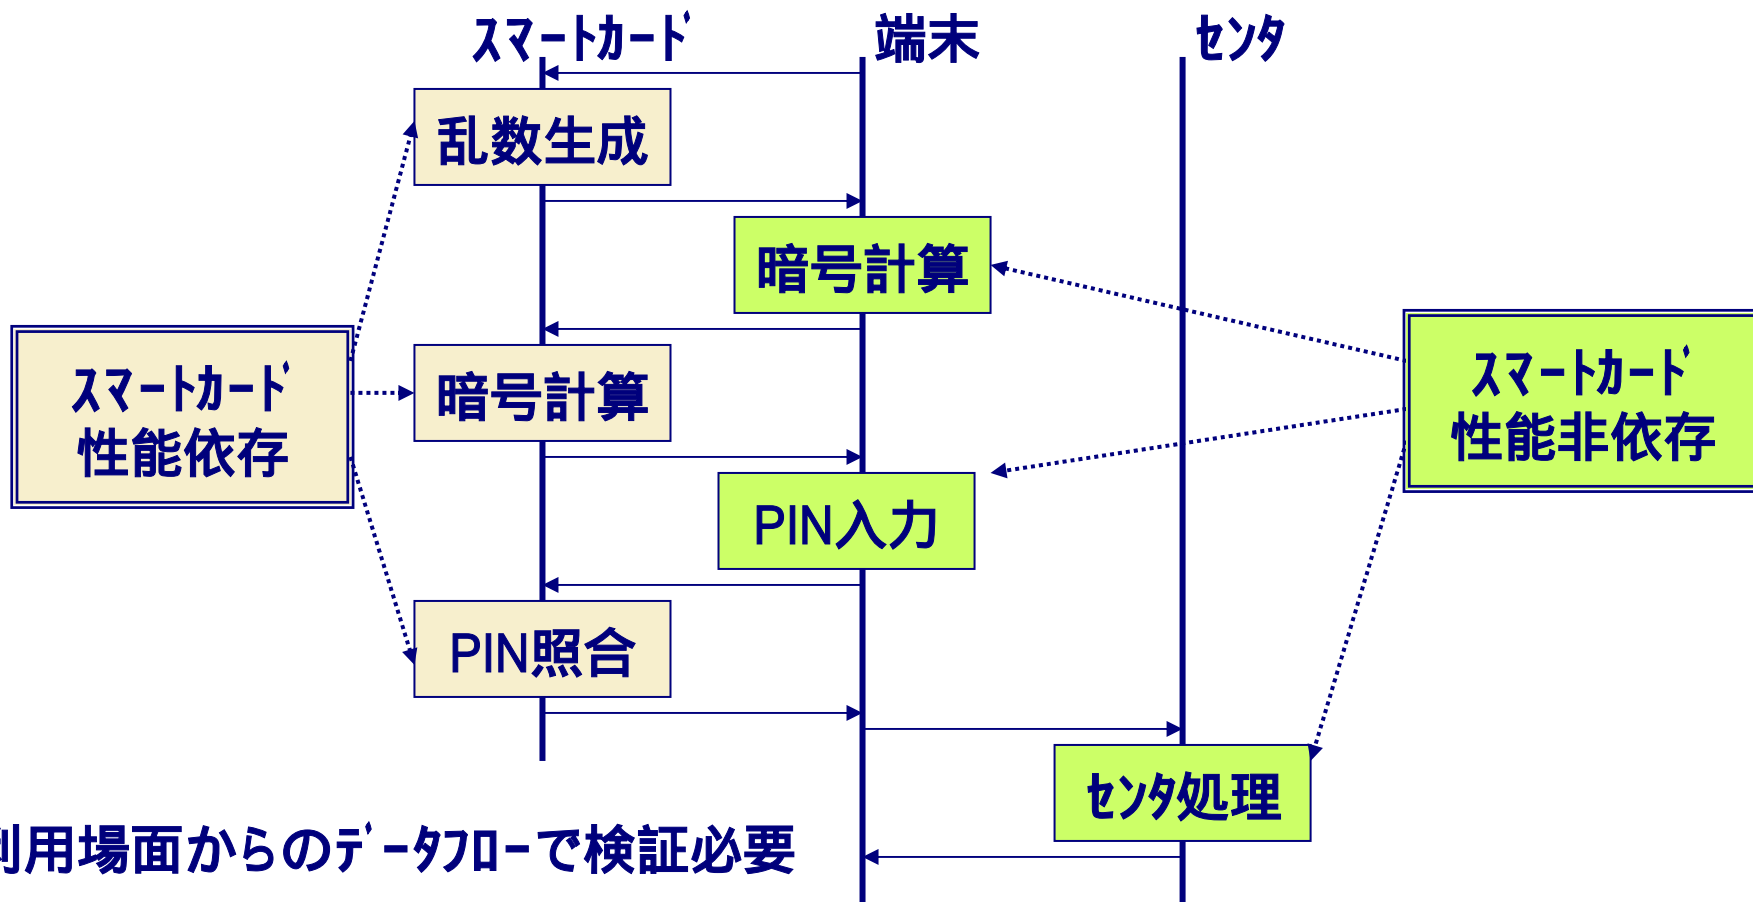 ｽﾏｰﾄｶｰﾄﾞ 端末 ｾﾝﾀ
乱数生成
暗号計算
ｽﾏｰﾄｶｰﾄﾞ
性能依存
暗号計算
ｽﾏｰﾄｶｰﾄﾞ
性能非依存
PIN入力
PIN照合
ｾﾝﾀ処理
利用場面からのﾃﾞｰﾀﾌﾛｰで検証必要